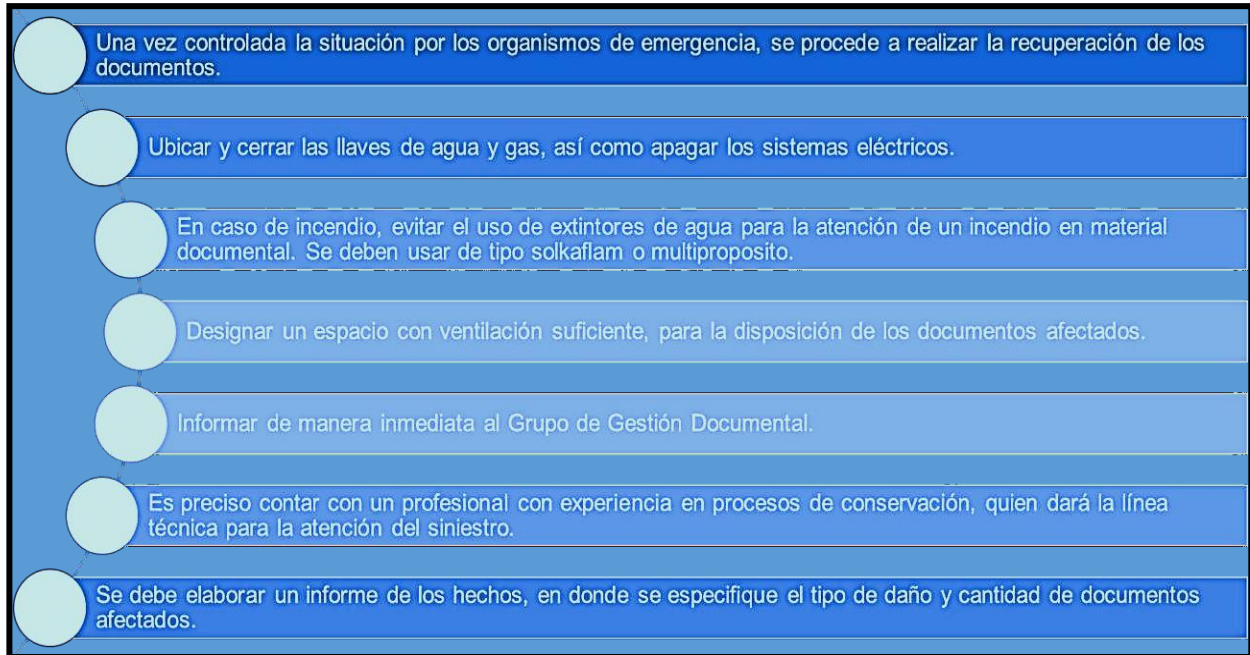 Una vez controlada la situación por los organismos de emergencia, se procede a realizar la recuperación de los
documentos.
Ubicar y cerrar las llaves de agua y gas, así como apagar los sistemas eléctricos.
En caso de incendio, evitar el uso de extintores de agua para la atención de un incendio en material
documental. Se deben usar de tipo solkaflam o multiproposito.
Designar un espacio con ventilación suficiente, para la disposición de los documentos afectados.
Informar de manera inmediata al Grupo de Gestión Documental.
Es preciso contar con un profesional con experiencia en procesos de conservación, quien dará la línea
técnica para la atención del siniestro.
Se debe elaborar un informe de los hechos, en donde se especifique el tipo de daño y cantidad de documentos
afectados.